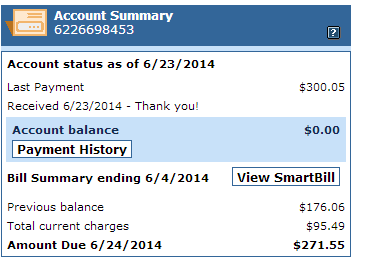 Account Summary
6226698453
?
Account status as of 6/23/2014
Last Payment $300.05
Received 6/23/2014 - Thank you!
Account balance $0.00
Payment History
Bill Summary ending 6/4/2014 View SmartBill
Previous balance $176.06
Total current charges $95.49
Amount Due 6/24/2014 $271.55